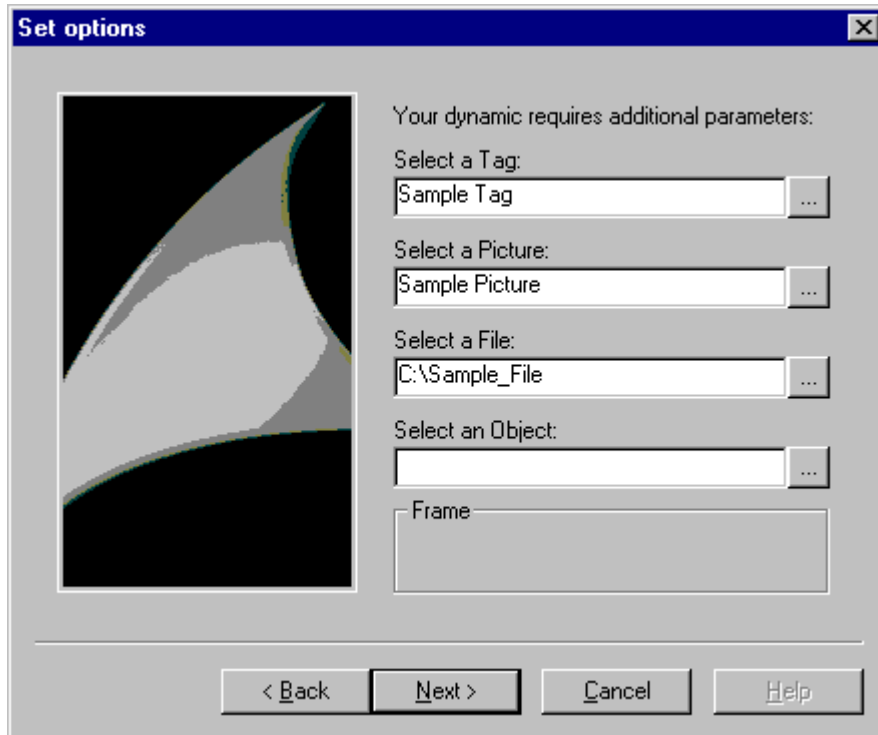 Set options
Your dynamic requires additional parameters:
Select a Tag:
Sample Tag
...
Select a Picture:
Sample Picture
...
Select a File:
C:\Sample_File
...
Select an Object:
...
Frame
< Back
Next >
Cancel
Help